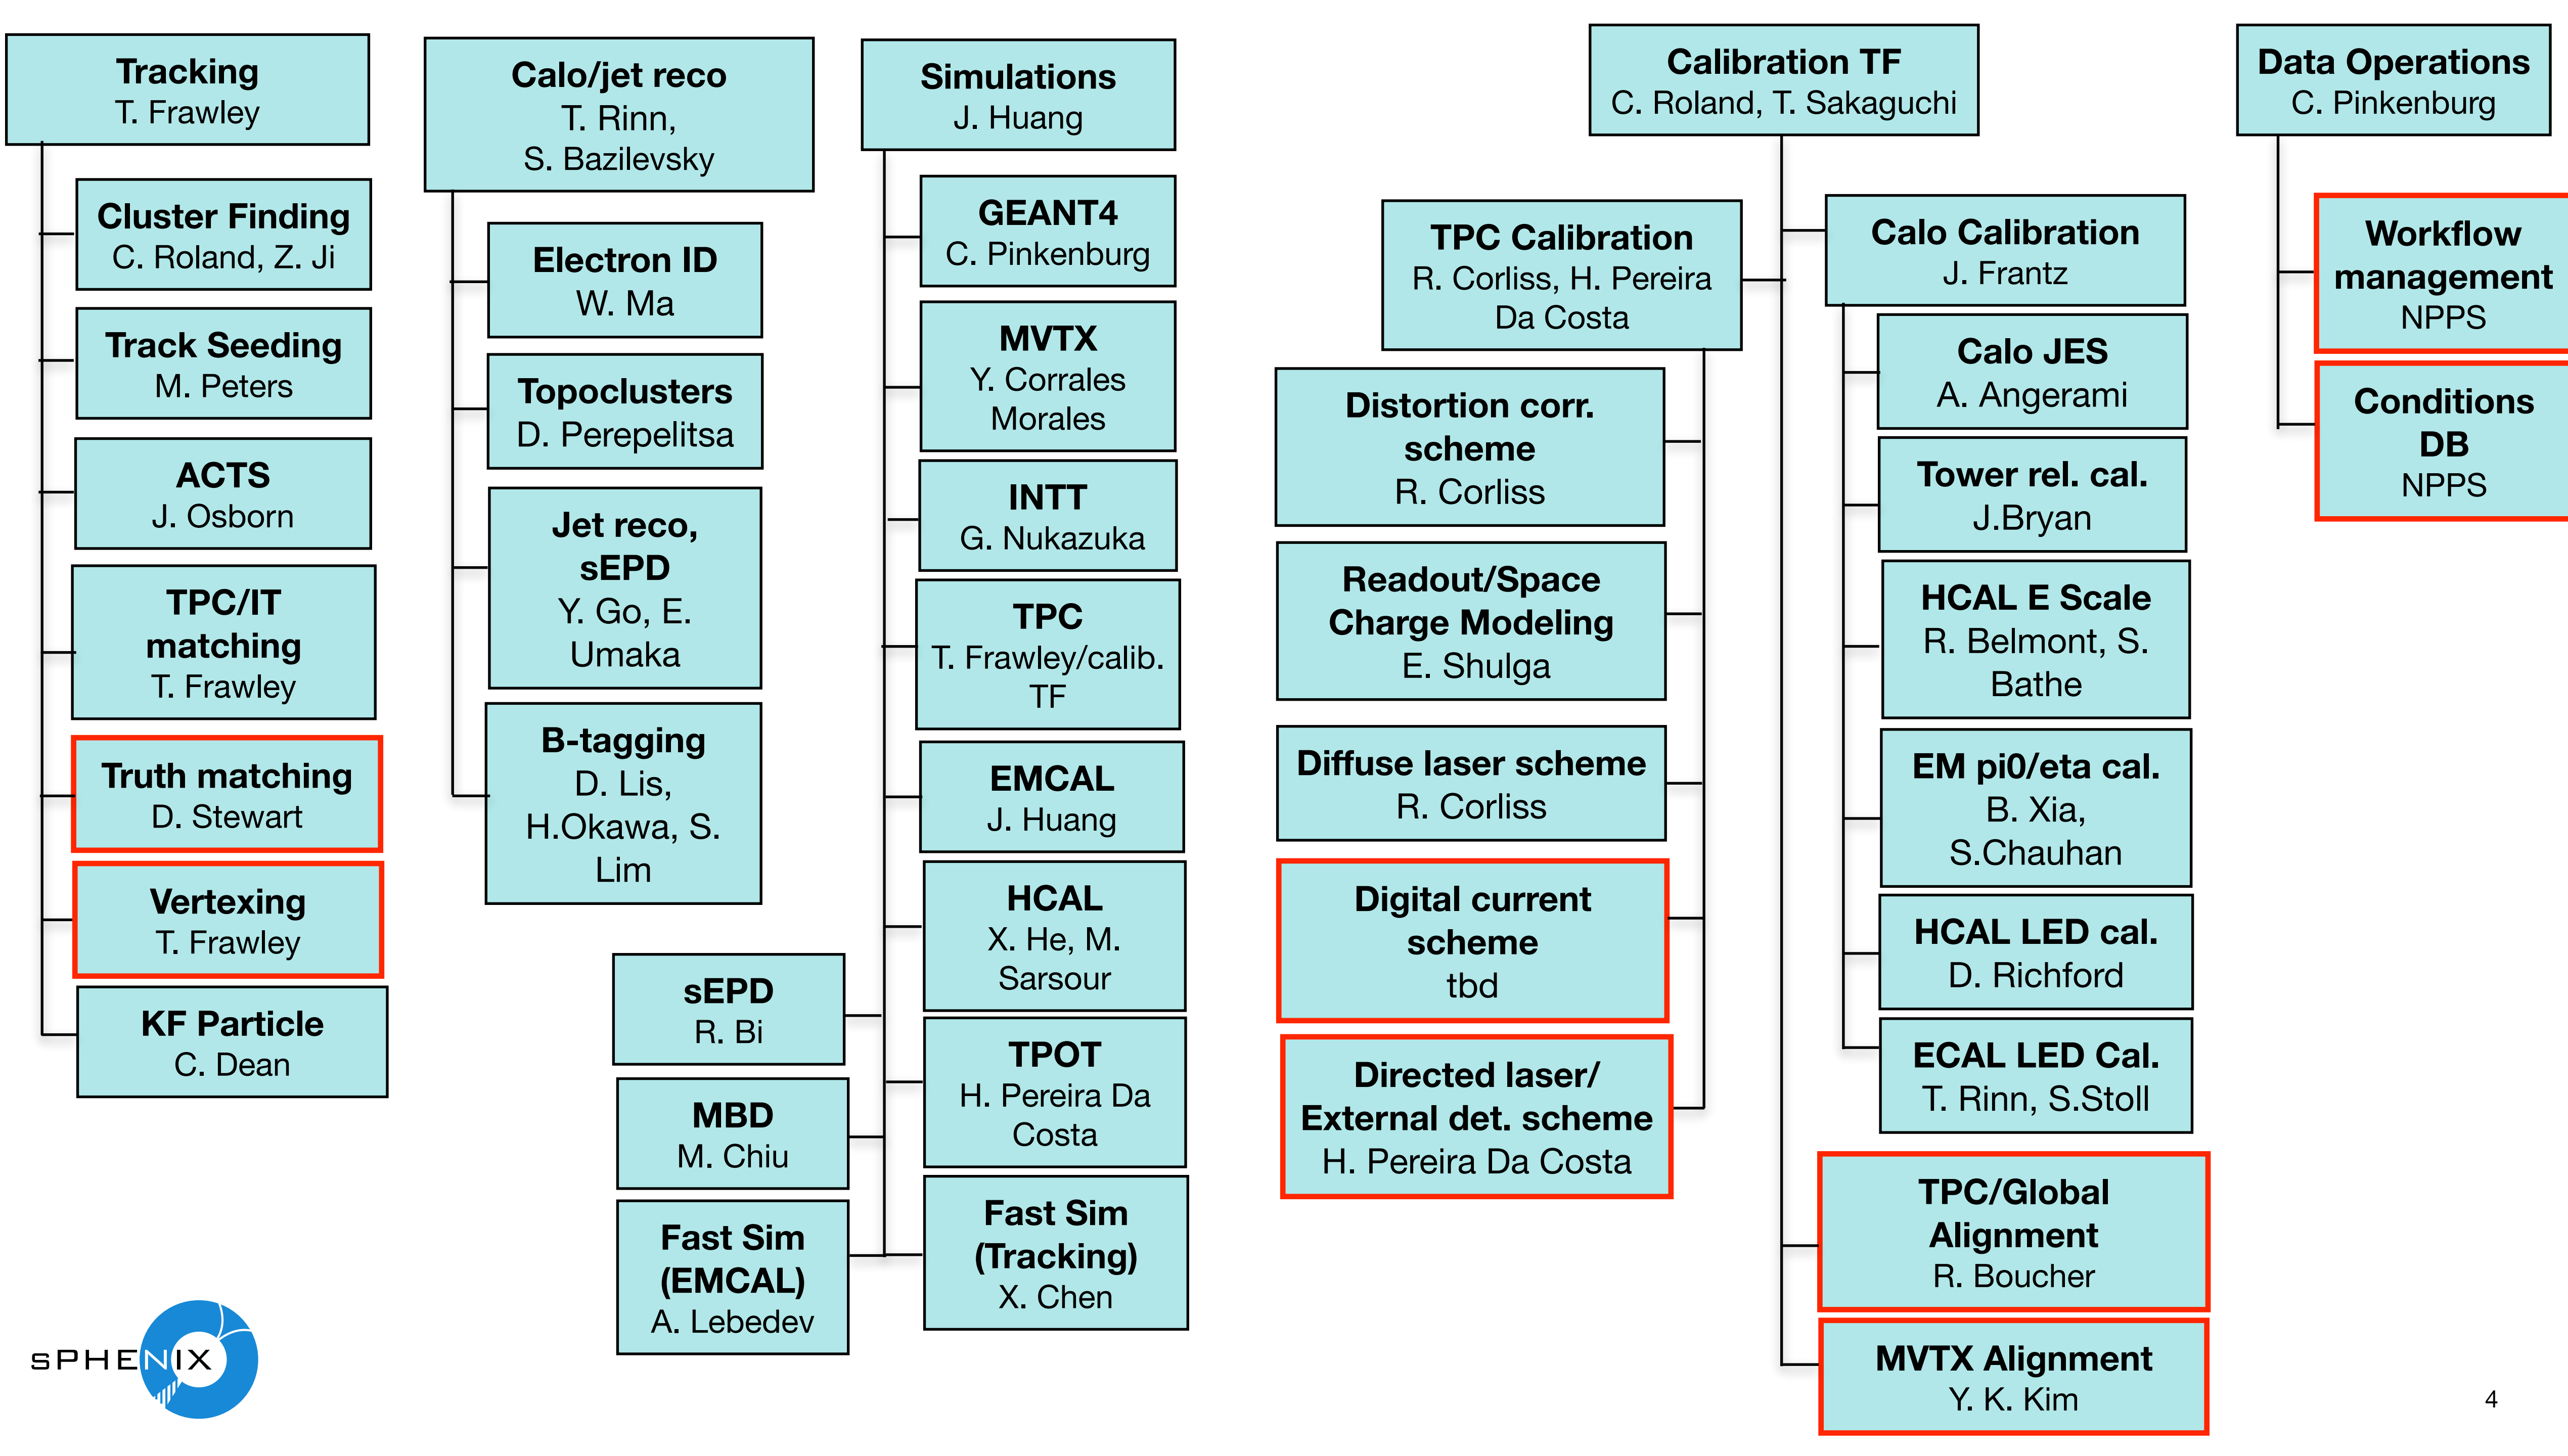 Tracking
T. Frawley
Cluster Finding
C. Roland, Z. Ji
Track Seeding
M. Peters
ACTS
J. Osborn
TPC/IT
matching
T. Frawley
Truth matching
D. Stewart
Vertexing
T. Frawley
KF Particle
C. Dean
Calo/jet reco
T. Rinn,
S. Bazilevsky
Electron ID
W. Ma
Topoclusters
D. Perepelitsa
Jet reco,
sEPD
Y. Go, E.
Umaka
B-tagging
D. Lis,
H.Okawa, S.
Lim
Simulations
J. Huang
GEANT4
C. Pinkenburg
MVTX
Y. Corrales
Morales
INTT
G. Nukazuka
TPC
T. Frawley/calib.
TF
EMCAL
J. Huang
HCAL
X. He, M.
Sarsour
TPOT
H. Pereira Da
Costa
Fast Sim
(Tracking)
X. Chen
sEPD
R. Bi
MBD
M. Chiu
Fast Sim
(EMCAL)
A. Lebedev
Calibration TF
C. Roland, T. Sakaguchi
TPC Calibration
R. Corliss, H. Pereira
Da Costa
Distortion corr.
scheme
R. Corliss
Readout/Space
Charge Modeling
E. Shulga
Diffuse laser scheme
R. Corliss
Digital current
scheme
tbd
Directed laser/
External det. scheme
H. Pereira Da Costa
Calo Calibration
J. Frantz
Calo JES
A. Angerami
Tower rel. cal.
J.Bryan
HCAL E Scale
R. Belmont, S.
Bathe
EM pi0/eta cal.
B. Xia,
S.Chauhan
HCAL LED cal.
D. Richford
ECAL LED Cal.
T. Rinn, S.Stoll
TPC/Global
Alignment
R. Boucher
MVTX Alignment
Y. K. Kim
Data Operations
C. Pinkenburg
Workflow
management
NPPS
Conditions
DB
NPPS
sPHENIX
4